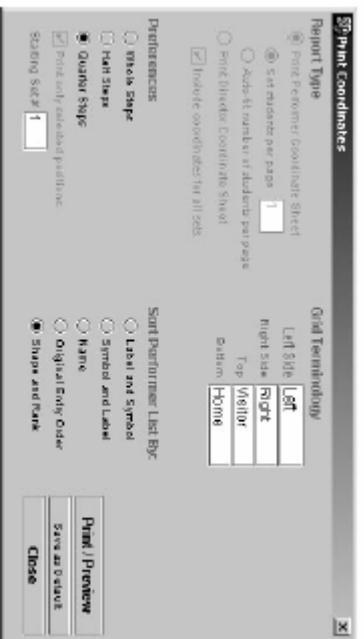 Print Coordinates
Report Type
Print Performer Coordinate Sheet
Set students per page 1
Auto-fit number of students per page
Print Director Coordinate Sheet
Include coordinates for all sets
Grid Terminology
Left Side Left
Right Side Right
Top Visitor
Bottom Home
Preferences
Whole Steps
Half Steps
Quarter Steps
Print only selected positions
Starting Set # 1
Sort Performer List By:
Label and Symbol
Symbol and Label
Name
Original Entry Order
Shape and Rank
Print / Preview
Save as Default
Close